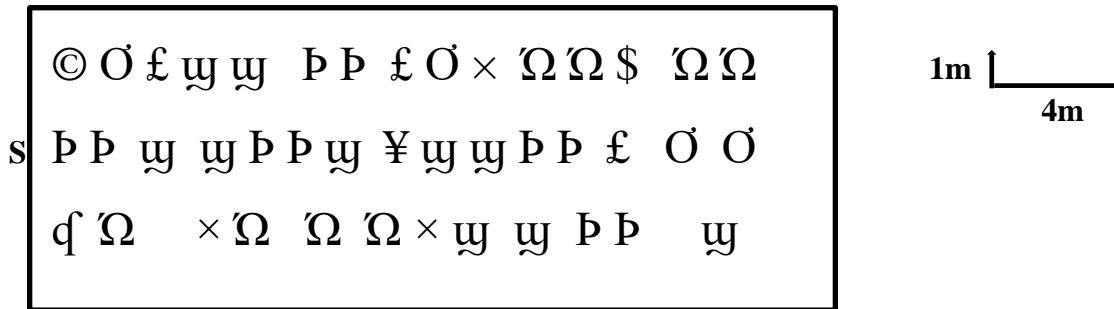 © Ơ £ ɰ̡ ɰ̡ Þ Þ £ Ơ × Ώ Ώ $ Ώ Ώ
Þ Þ ɰ̡ ɰ̡ Þ Þ ɰ̡ ¥ ɰ̡ ɰ̡ Þ Þ £ Ơ Ơ
ʠ Ώ × Ώ Ώ Ώ × ɰ̡ ɰ̡ Þ Þ ɰ̡
S
1m
4m